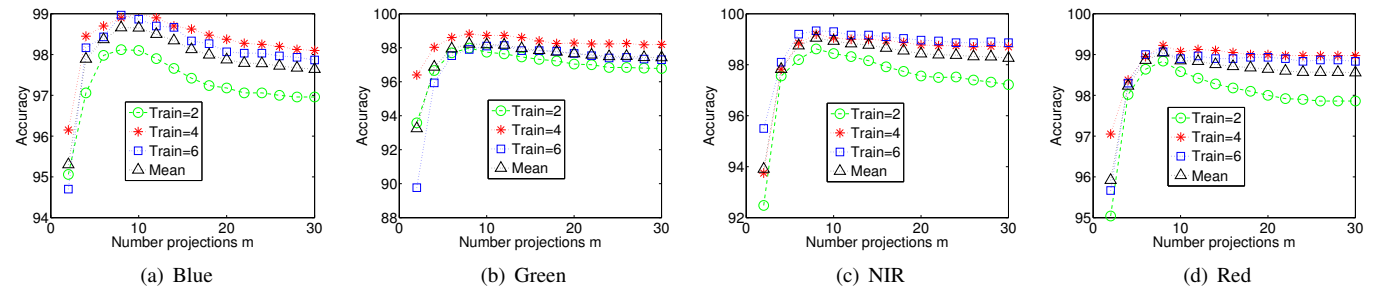 99
98
97
96
95
94
Accuracy
0 5 10 15 20 25 30
Number projections m
Train=2
Train=4
Train=6
Mean
(a) Blue
100
98
96
94
92
90
88
Accuracy
0 10 20 30
Number projections m
Train=2
Train=4
Train=6
Mean
(b) Green
100
98
96
94
92
Accuracy
0 10 20 30
Number projections m
Train=2
Train=4
Train=6
Mean
(c) NIR
100
99
98
97
96
95
Accuracy
0 10 20 30
Number projections m
Train=2
Train=4
Train=6
Mean
(d) Red